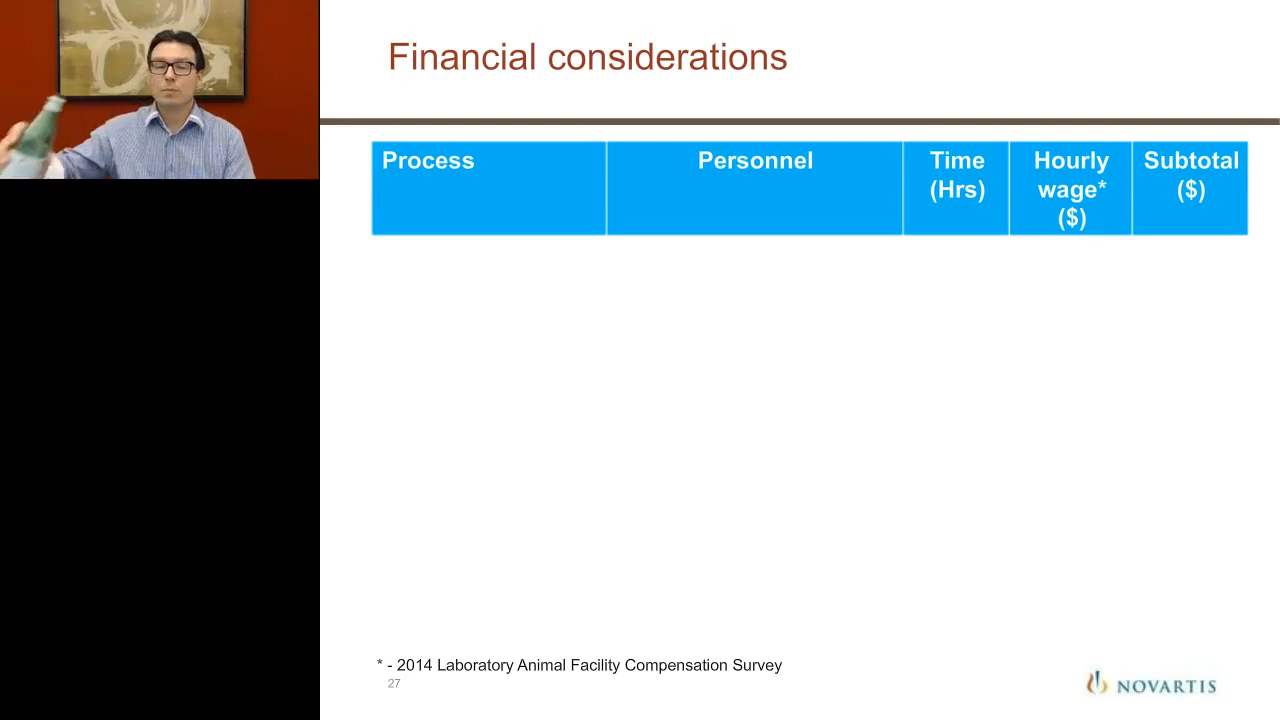 Financial considerations
Process
Personnel
Time
(Hrs)
Hourly
wage*
($)
Subtotal
($)
* - 2014 Laboratory Animal Facility Compensation Survey
27
NOVARTIS